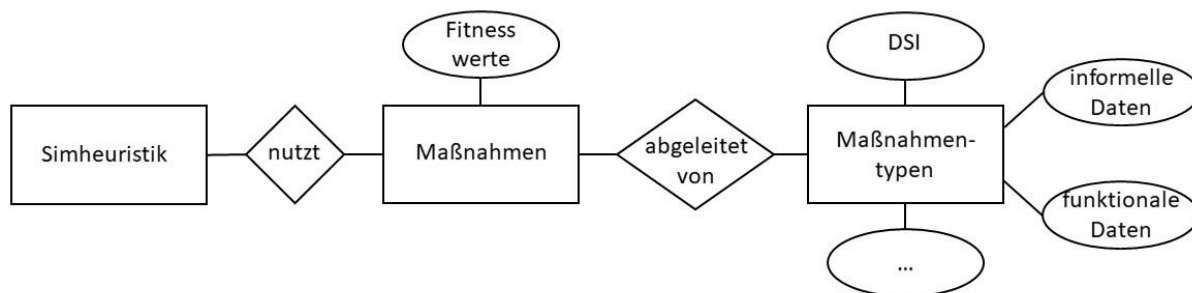 Fitness
werte
DSI
informelle
Daten
Simheuristik
nutzt
Maßnahmen
abgeleitet
von
Maßnahmen-
typen
funktionale
Daten
...